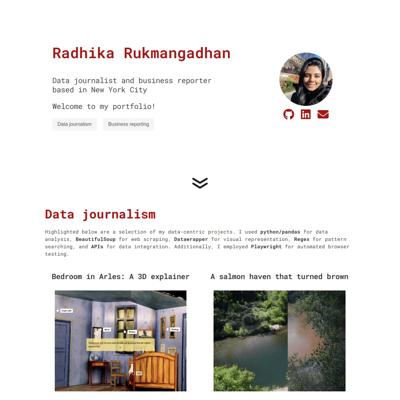 Radhika Rukmangadhan
Data journalist and business reporter
based in New York City
Welcome to my portfolio!
Data journalism
Business reporting
Data journalism
Highlighted below are a selection of my data-centric projects. I used python/pandas for data
analysis, BeautifulSoup for web scraping, Datawrapper for visual representation, Regex for pattern
searching, and APIs for data integration. Additionally, I employed Playwright for automated browser
testing.
Bedroom in Arles: A 3D explainer
A salmon haven that turned brown